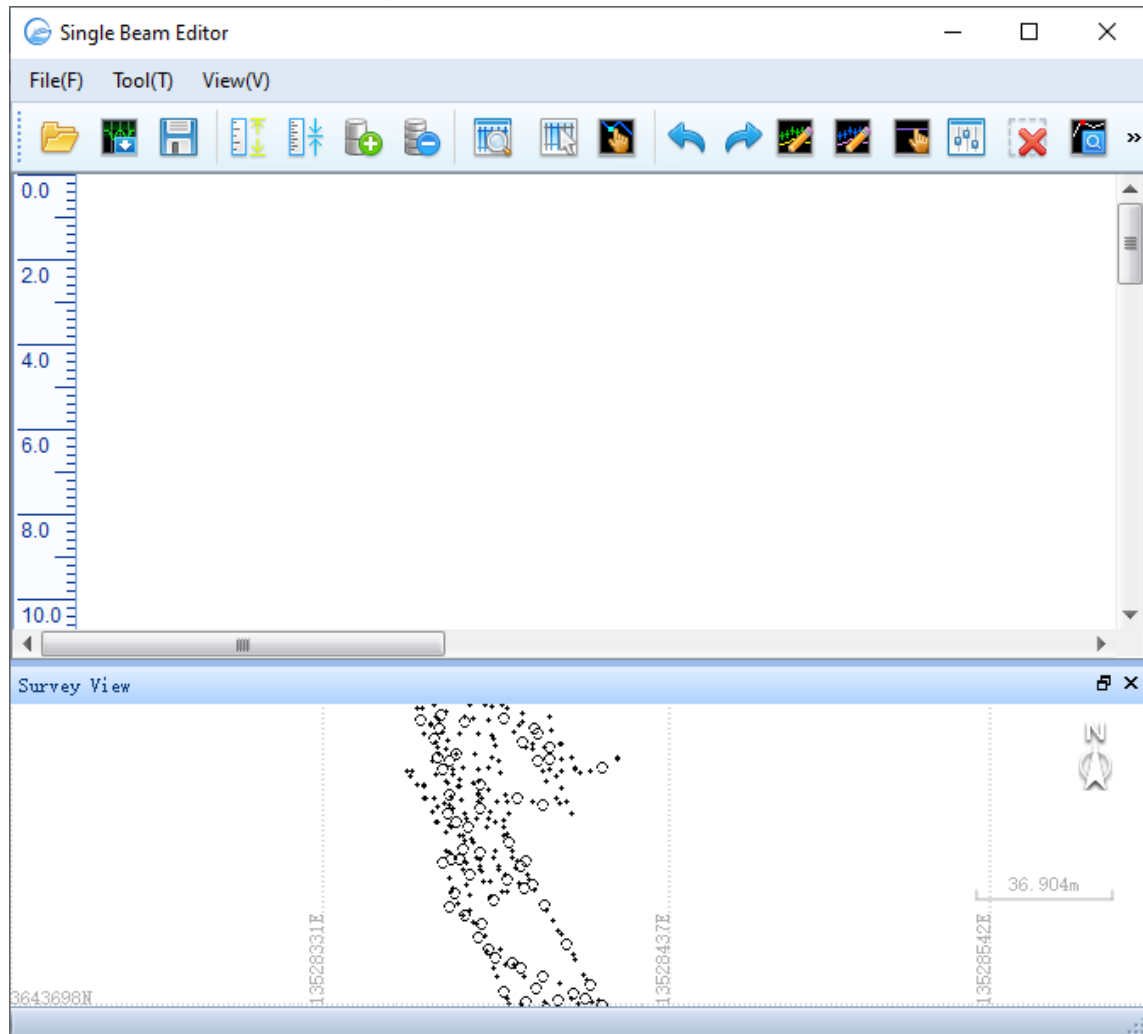 Single Beam Editor
File(F) Tool(T) View(V)
»
0.0
2.0
4.0
6.0
8.0
10.0
Survey View
N
36.904m
13528331E
13528437E
13528542E
3643698N